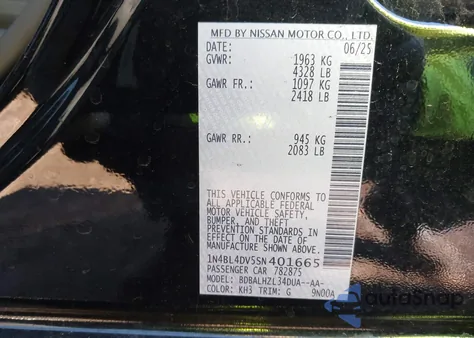 MFD BY NISSAN MOTOR CO., LTD.
DATE: 06/25
GVWR: 1963 KG
4328 LB
GAWR FR.: 1097 KG
2418 LB
GAWR RR.: 945 KG
2083 LB
THIS VEHICLE CONFORMS TO
ALL APPLICABLE FEDERAL
MOTOR VEHICLE SAFETY,
BUMPER, AND THEFT
PREVENTION STANDARDS IN
EFFECT ON THE DATE OF
MANUFACTURE SHOWN ABOVE.
1N4BL4DV5SN401665
PASSENGER CAR 782875
MODEL: BDBALHZL34DUA--AA-
COLOR: KH3 TRIM: G 9N00A
AutoSnap